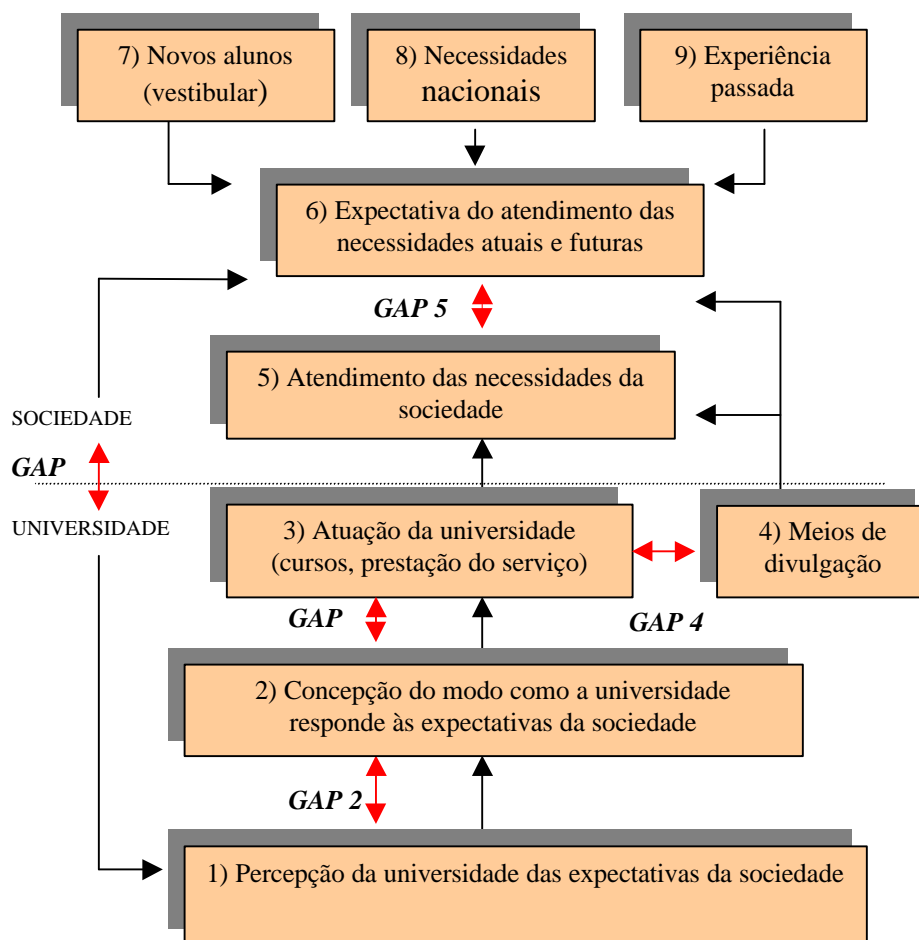 7) Novos alunos
(vestibular)
8) Necessidades
nacionais
9) Experiência
passada
6) Expectativa do atendimento das
necessidades atuais e futuras
GAP 5
5) Atendimento das necessidades da
sociedade
SOCIEDADE
GAP
UNIVERSIDADE
3) Atuação da universidade
(cursos, prestação do serviço)
4) Meios de
divulgação
GAP
GAP 4
2) Concepção do modo como a universidade
responde às expectativas da sociedade
GAP 2
1) Percepção da universidade das expectativas da sociedade